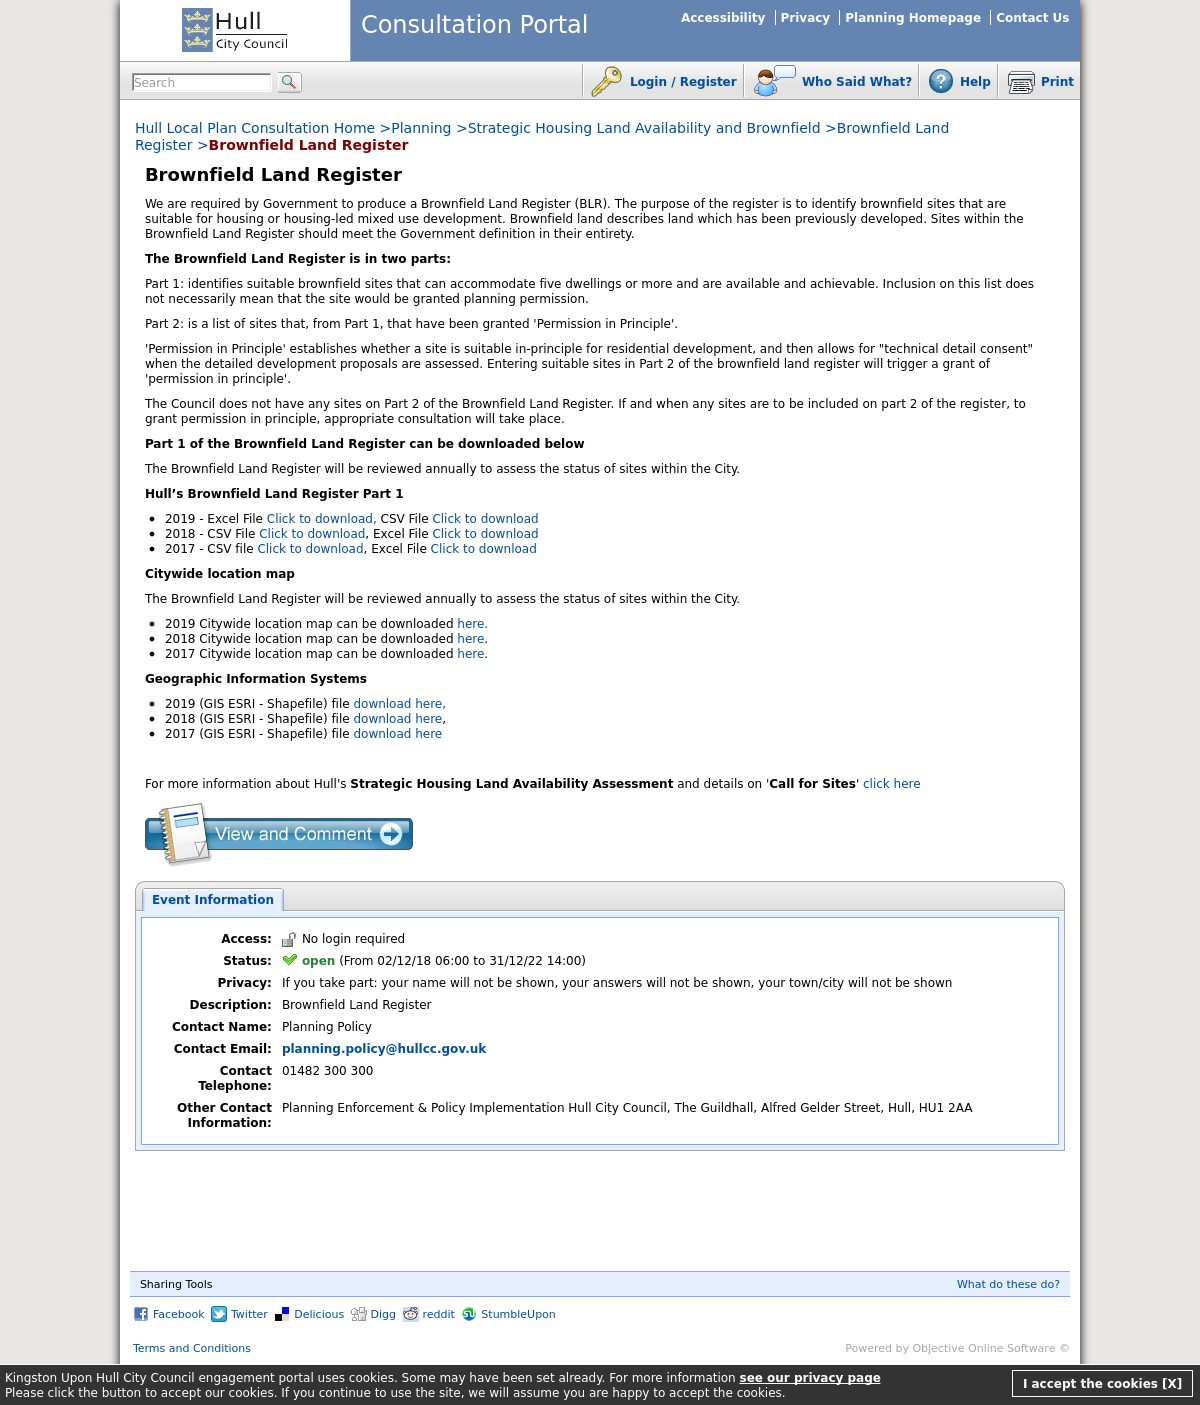 Hull
City Council
Consultation Portal
Accessibility
Privacy
Planning Homepage
Contact Us
Search
Login / Register
Who Said What?
Help
Print
Hull Local Plan Consultation Home >Planning >Strategic Housing Land Availability and Brownfield >Brownfield Land
Register >Brownfield Land Register
Brownfield Land Register
We are required by Government to produce a Brownfield Land Register (BLR). The purpose of the register is to identify brownfield sites that are
suitable for housing or housing-led mixed use development. Brownfield land describes land which has been previously developed. Sites within the
Brownfield Land Register should meet the Government definition in their entirety.
The Brownfield Land Register is in two parts:
Part 1: identifies suitable brownfield sites that can accommodate five dwellings or more and are available and achievable. Inclusion on this list does
not necessarily mean that the site would be granted planning permission.
Part 2: is a list of sites that, from Part 1, that have been granted 'Permission in Principle'.
'Permission in Principle' establishes whether a site is suitable in-principle for residential development, and then allows for "technical detail consent"
when the detailed development proposals are assessed. Entering suitable sites in Part 2 of the brownfield land register will trigger a grant of
'permission in principle'.
The Council does not have any sites on Part 2 of the Brownfield Land Register. If and when any sites are to be included on part 2 of the register, to
grant permission in principle, appropriate consultation will take place.
Part 1 of the Brownfield Land Register can be downloaded below
The Brownfield Land Register will be reviewed annually to assess the status of sites within the City.
Hull’s Brownfield Land Register Part 1
• 2019 - Excel File Click to download, CSV File Click to download
• 2018 - CSV File Click to download, Excel File Click to download
• 2017 - CSV file Click to download, Excel File Click to download
Citywide location map
The Brownfield Land Register will be reviewed annually to assess the status of sites within the City.
• 2019 Citywide location map can be downloaded here.
• 2018 Citywide location map can be downloaded here.
• 2017 Citywide location map can be downloaded here.
Geographic Information Systems
• 2019 (GIS ESRI - Shapefile) file download here,
• 2018 (GIS ESRI - Shapefile) file download here,
• 2017 (GIS ESRI - Shapefile) file download here
For more information about Hull's Strategic Housing Land Availability Assessment and details on 'Call for Sites' click here
View and Comment
Event Information
Access: No login required
Status: open (From 02/12/18 06:00 to 31/12/22 14:00)
Privacy: If you take part: your name will not be shown, your answers will not be shown, your town/city will not be shown
Description: Brownfield Land Register
Contact Name: Planning Policy
Contact Email: planning.policy@hullcc.gov.uk
Contact Telephone: 01482 300 300
Other Contact Information: Planning Enforcement & Policy Implementation Hull City Council, The Guildhall, Alfred Gelder Street, Hull, HU1 2AA
Sharing Tools
What do these do?
Facebook Twitter Delicious Digg reddit StumbleUpon
Terms and Conditions
Powered by Objective Online Software ©
Kingston Upon Hull City Council engagement portal uses cookies. Some may have been set already. For more information see our privacy page
Please click the button to accept our cookies. If you continue to use the site, we will assume you are happy to accept the cookies.
I accept the cookies [X]